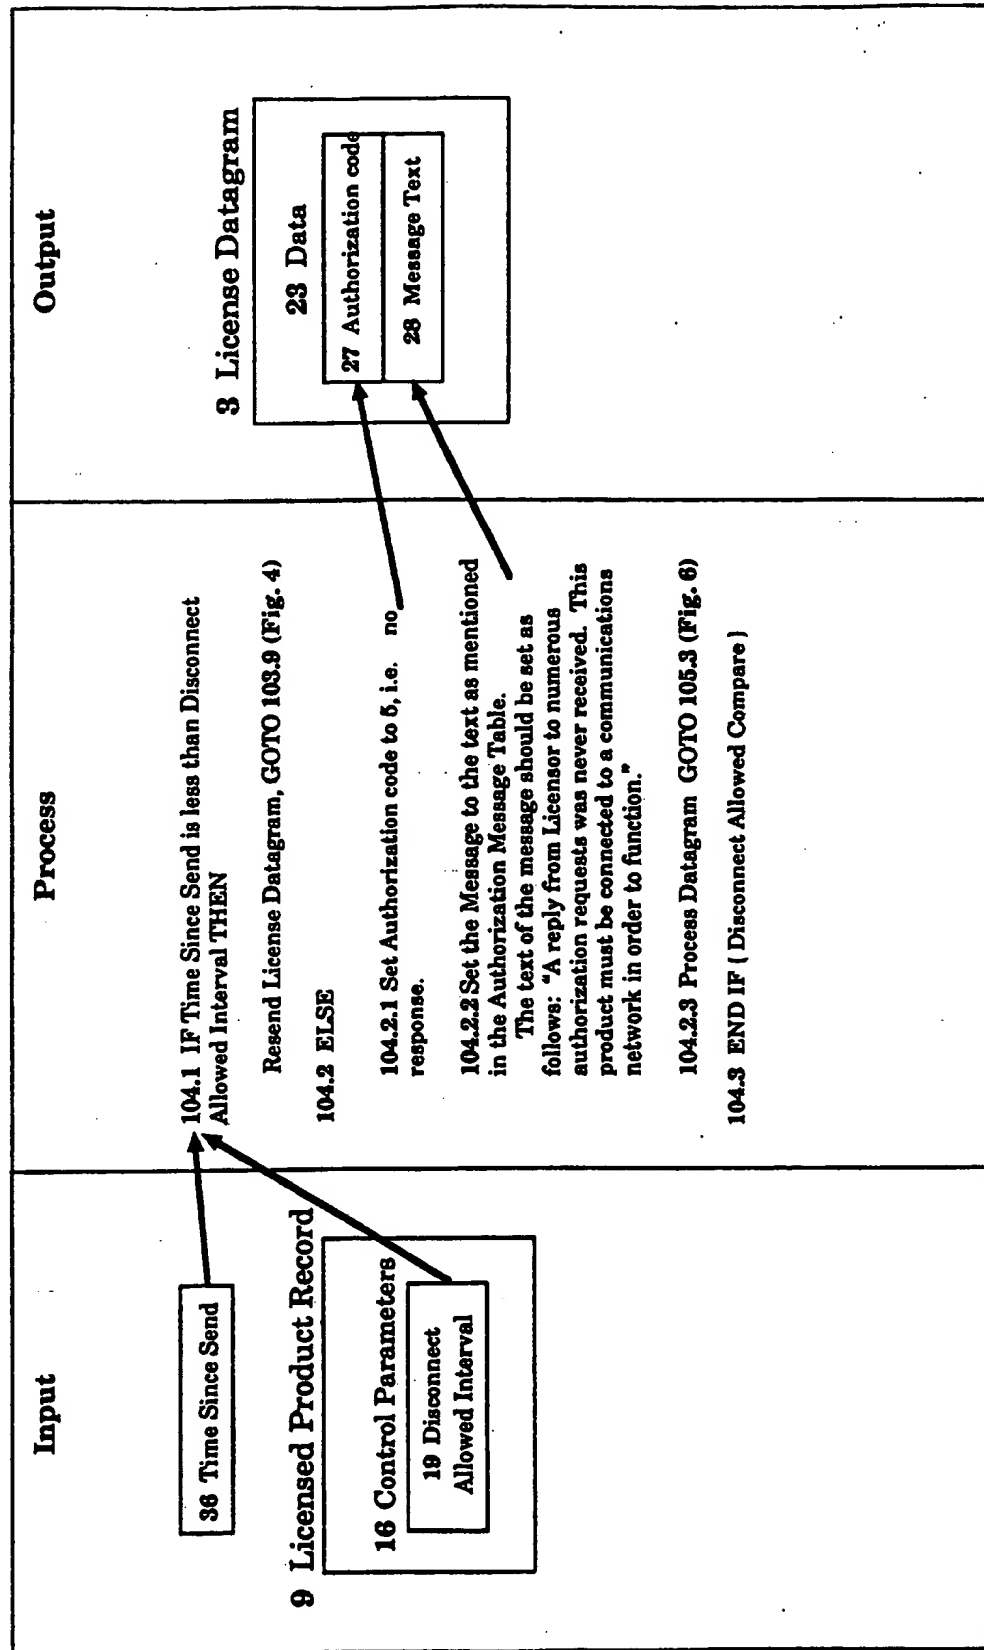 Input
36 Time Since Send
9 Licensed Product Record
16 Control Parameters
19 Disconnect
Allowed Interval
Process
104.1 IF Time Since Send is less than Disconnect
Allowed Interval THEN
Resend License Datagram, GOTO 103.9 (Fig. 4)
104.2 ELSE
104.2.1 Set Authorization code to 5, i.e. no
response.
104.2.2 Set the Message to the text as mentioned
in the Authorization Message Table.
The text of the message should be set as
follows: “A reply from Licensor to numerous
authorization requests was never received. This
product must be connected to a communications
network in order to function.”
104.2.3 Process Datagram GOTO 105.3 (Fig. 6)
104.3 END IF ( Disconnect Allowed Compare )
Output
3 License Datagram
23 Data
27 Authorization code
28 Message Text